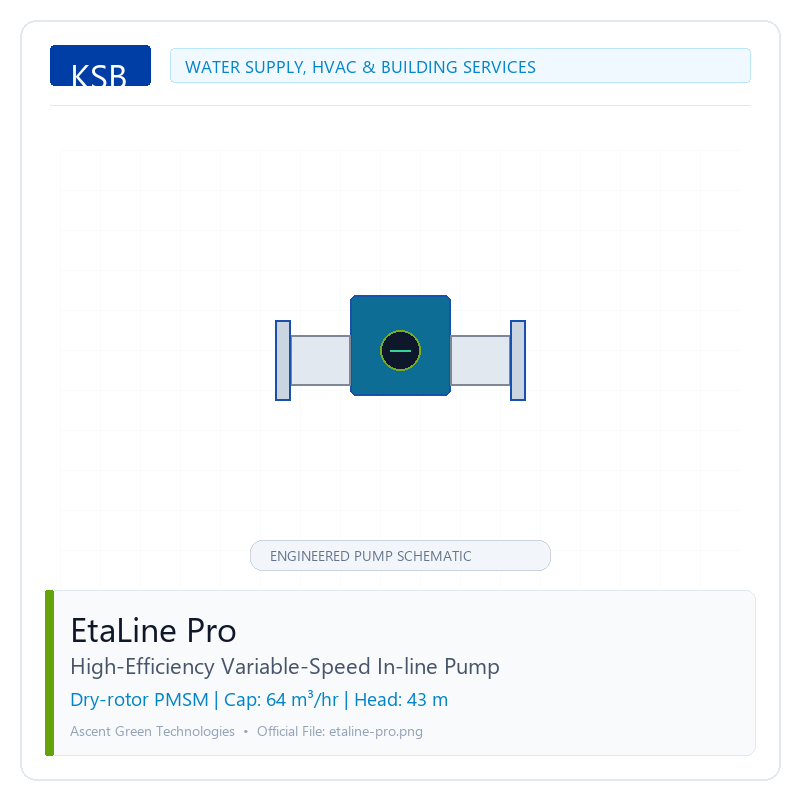 KSB
WATER SUPPLY, HVAC & BUILDING SERVICES
ENGINEERED PUMP SCHEMATIC
EtaLine Pro
High-Efficiency Variable-Speed In-line Pump
Dry-rotor PMSM | Cap: 64 m³/hr | Head: 43 m
Ascent Green Technologies • Official File: etaline-pro.png